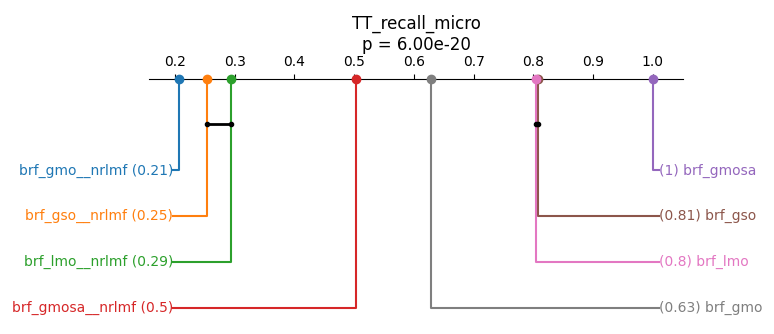 TT_recall_micro
p = 6.00e-20
0.2 0.3 0.4 0.5 0.6 0.7 0.8 0.9 1.0
brf_gmo__nrlmf (0.21) (1) brf_gmosa
brf_gso__nrlmf (0.25) (0.81) brf_gso
brf_lmo__nrlmf (0.29) (0.8) brf_lmo
brf_gmosa__nrlmf (0.5) (0.63) brf_gmo